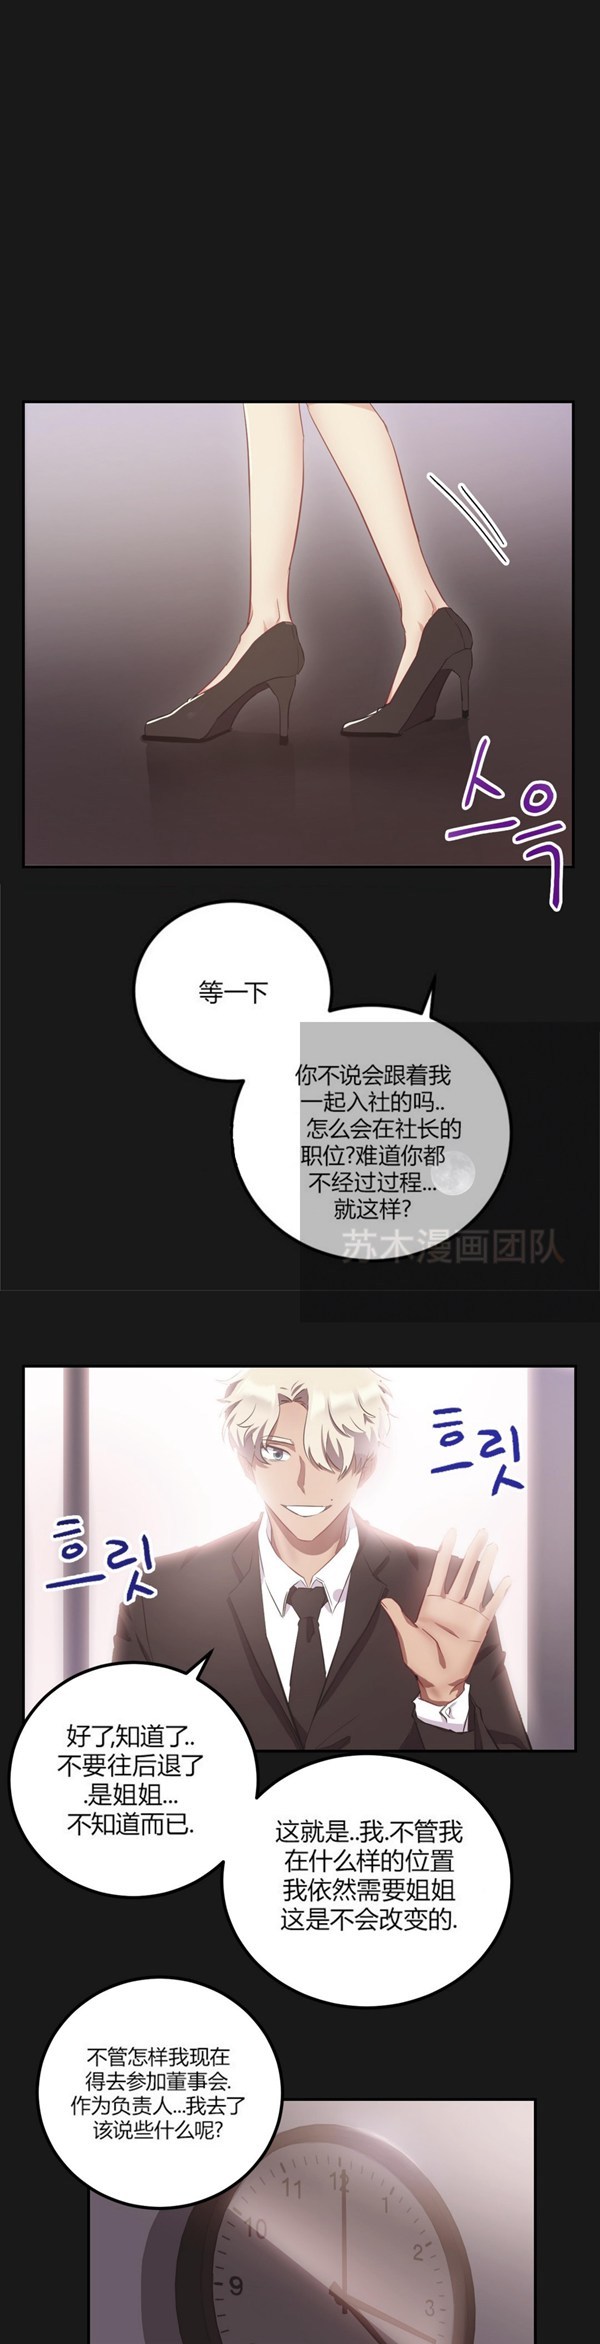 스윽
等一下
你不说会跟着我
一起入社的吗..
怎么会在社长的
职位?难道你都
不经过过程...
就这样?
苏木漫画团队
흐릿
흐릿
好了,知道了..
不要往后退了
.是姐姐...
不知道而已.
这就是..我.不管我
在什么样的位置
我依然需要姐姐
这是不会改变的.
不管怎样我现在
得去参加董事会.
作为负责人...我去了
该说些什么呢?
11
12
1
10
2
9
3